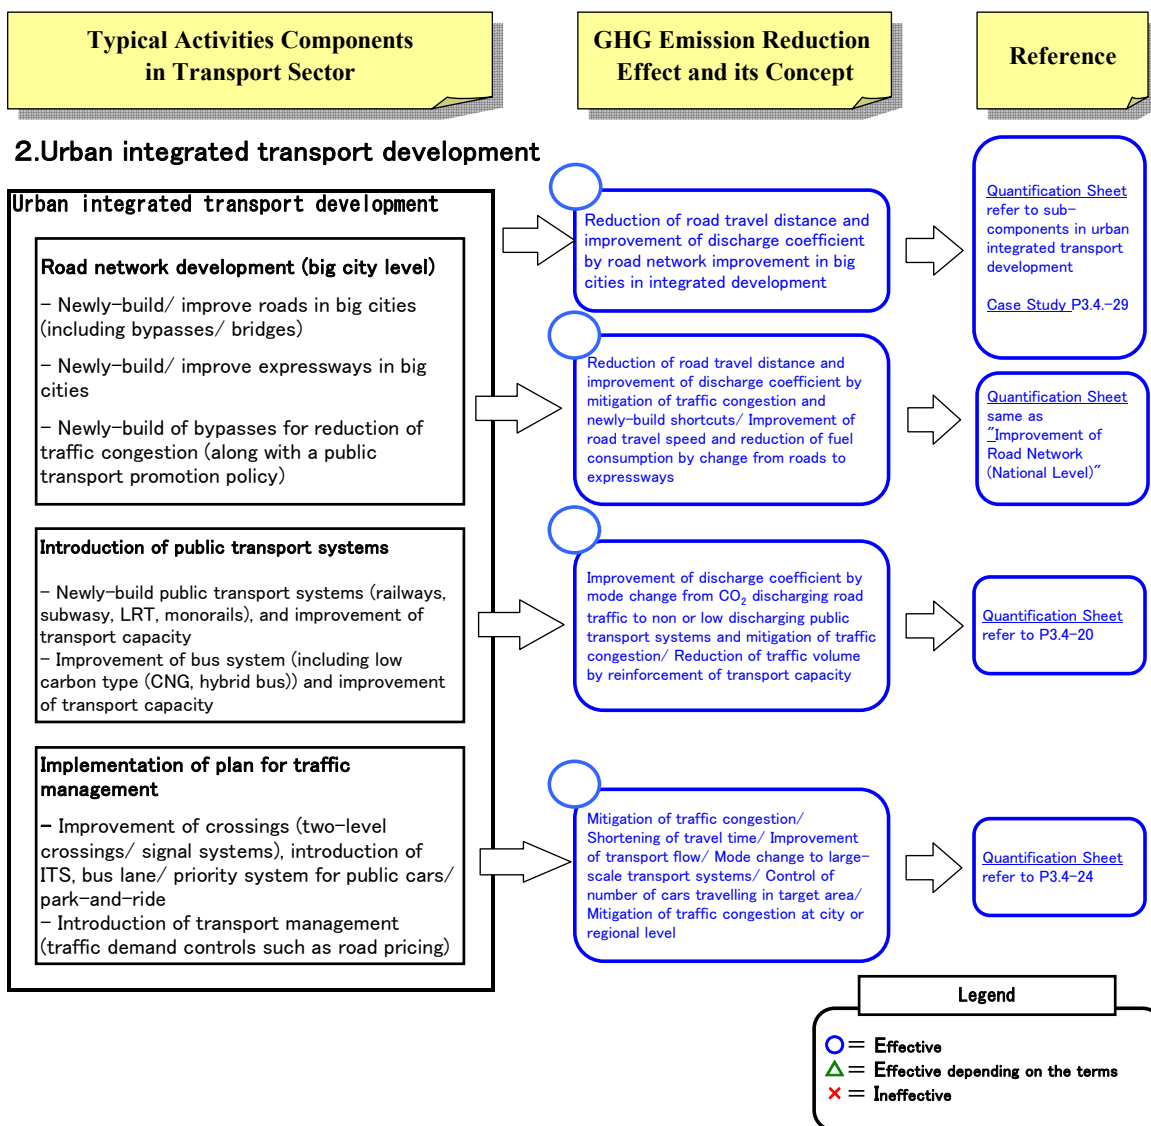 Typical Activities Components
in Transport Sector
GHG Emission Reduction
Effect and its Concept
Reference
2.Urban integrated transport development
Urban integrated transport development
Road network development (big city level)
- Newly-build/ improve roads in big cities
(including bypasses/ bridges)
- Newly-build/ improve expressways in big
cities
- Newly-build of bypasses for reduction of
traffic congestion (along with a public
transport promotion policy)
Introduction of public transport systems
- Newly-build public transport systems (railways,
subwasy, LRT, monorails), and improvement of
transport capacity
- Improvement of bus system (including low
carbon type (CNG, hybrid bus)) and improvement
of transport capacity
Implementation of plan for traffic
management
- Improvement of crossings (two-level
crossings/ signal systems), introduction of
ITS, bus lane/ priority system for public cars/
park-and-ride
- Introduction of transport management
(traffic demand controls such as road pricing)
Reduction of road travel distance and
improvement of discharge coefficient
by road network improvement in big
cities in integrated development
Reduction of road travel distance and
improvement of discharge coefficient by
mitigation of traffic congestion and
newly-build shortcuts/ Improvement of
road travel speed and reduction of fuel
consumption by change from roads to
expressways
Improvement of discharge coefficient by
mode change from CO2 discharging road
traffic to non or low discharging public
transport systems and mitigation of traffic
congestion/ Reduction of traffic volume
by reinforcement of transport capacity
Mitigation of traffic congestion/
Shortening of travel time/ Improvement
of transport flow/ Mode change to large-
scale transport systems/ Control of
number of cars travelling in target area/
Mitigation of traffic congestion at city or
regional level
Quantification Sheet
refer to sub-
components in urban
integrated transport
development
Case Study P3.4.-29
Quantification Sheet
same as
"Improvement of
Road Network
(National Level)"
Quantification Sheet
refer to P3.4-20
Quantification Sheet
refer to P3.4-24
Legend
○= Effective
△= Effective depending on the terms
×= Ineffective